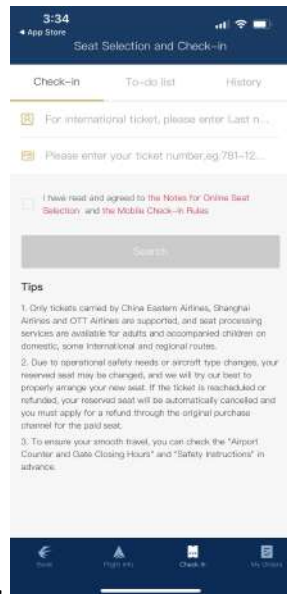 3:34
App Store
Seat Selection and Check-in
Check-in
To-do list
History
For international ticket, please enter Last n...
Please enter your ticket number,eg:781-12...
I have read and agreed to the Notes for Online Seat
Selection and the Mobile Check-in Rules
Search
Tips
1. Only tickets carried by China Eastern Airlines, Shanghai
Airlines and OTT Airlines are supported, and seat processing
services are available for adults and accompanied children on
domestic, some international and regional routes.
2. Due to operational safety needs or aircraft type changes, your
reserved seat may be changed, and we will try our best to
properly arrange your new seat. If the ticket is rescheduled or
refunded, your reserved seat will be automatically cancelled and
you must apply for a refund through the original purchase
channel for the paid seat.
3. To ensure your smooth travel, you can check the "Airport
Counter and Gate Closing Hours" and "Safety Instructions" in
advance.
Flight Info
Check In
My Orders